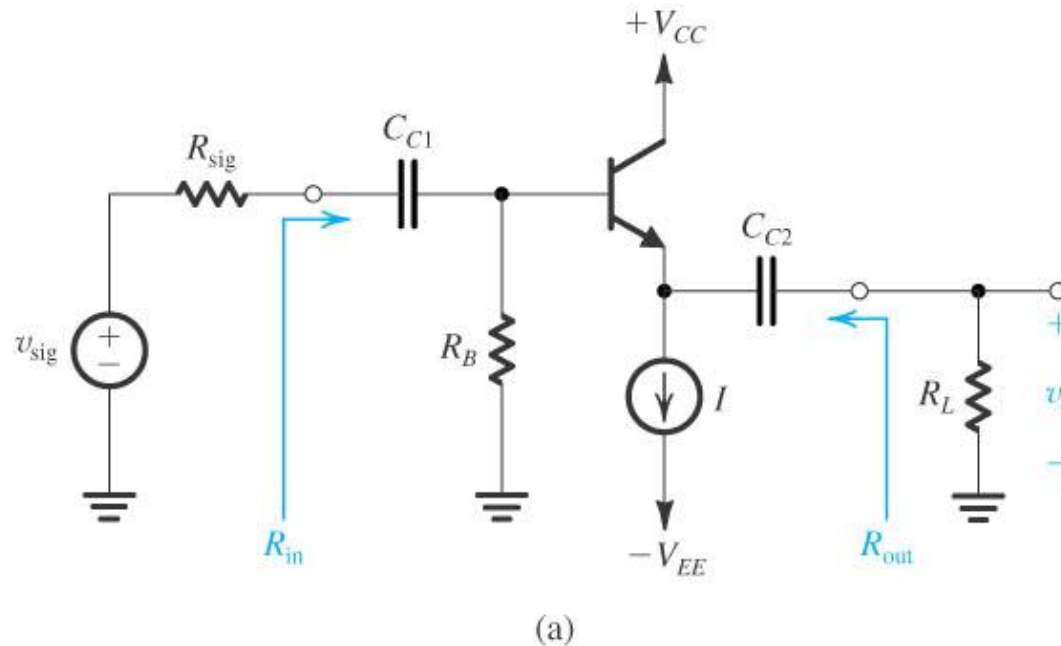 +V_CC
C_C1
R_sig
C_C2
+
−
v_sig
R_B
I
R_L
+
v
−
R_in
−V_EE
R_out
(a)